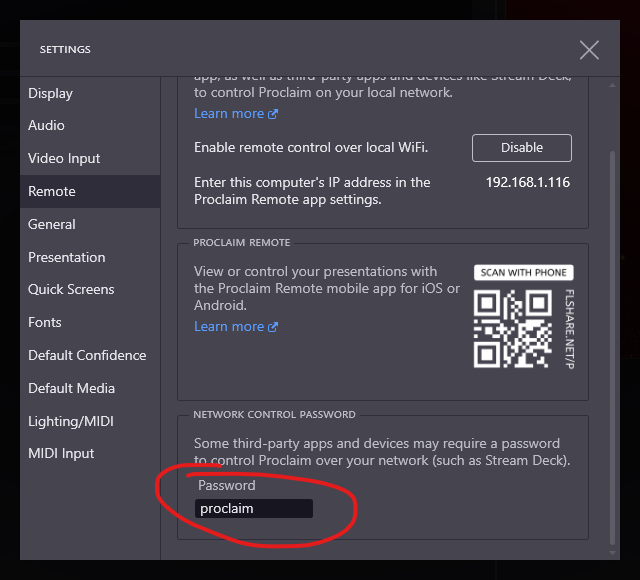 SETTINGS
Display
Audio
Video Input
Remote
General
Presentation
Quick Screens
Fonts
Default Confidence
Default Media
Lighting/MIDI
MIDI Input
app, as well as third-party apps and devices like Stream Deck,
to control Proclaim on your local network.
Learn more
Enable remote control over local WiFi.
Disable
Enter this computer's IP address in the
Proclaim Remote app settings.
192.168.1.116
PROCLAIM REMOTE
View or control your presentations with
the Proclaim Remote mobile app for iOS or
Android.
Learn more
SCAN WITH PHONE
FLSHARE.NET/P
NETWORK CONTROL PASSWORD
Some third-party apps and devices may require a password
to control Proclaim over your network (such as Stream Deck).
Password
proclaim